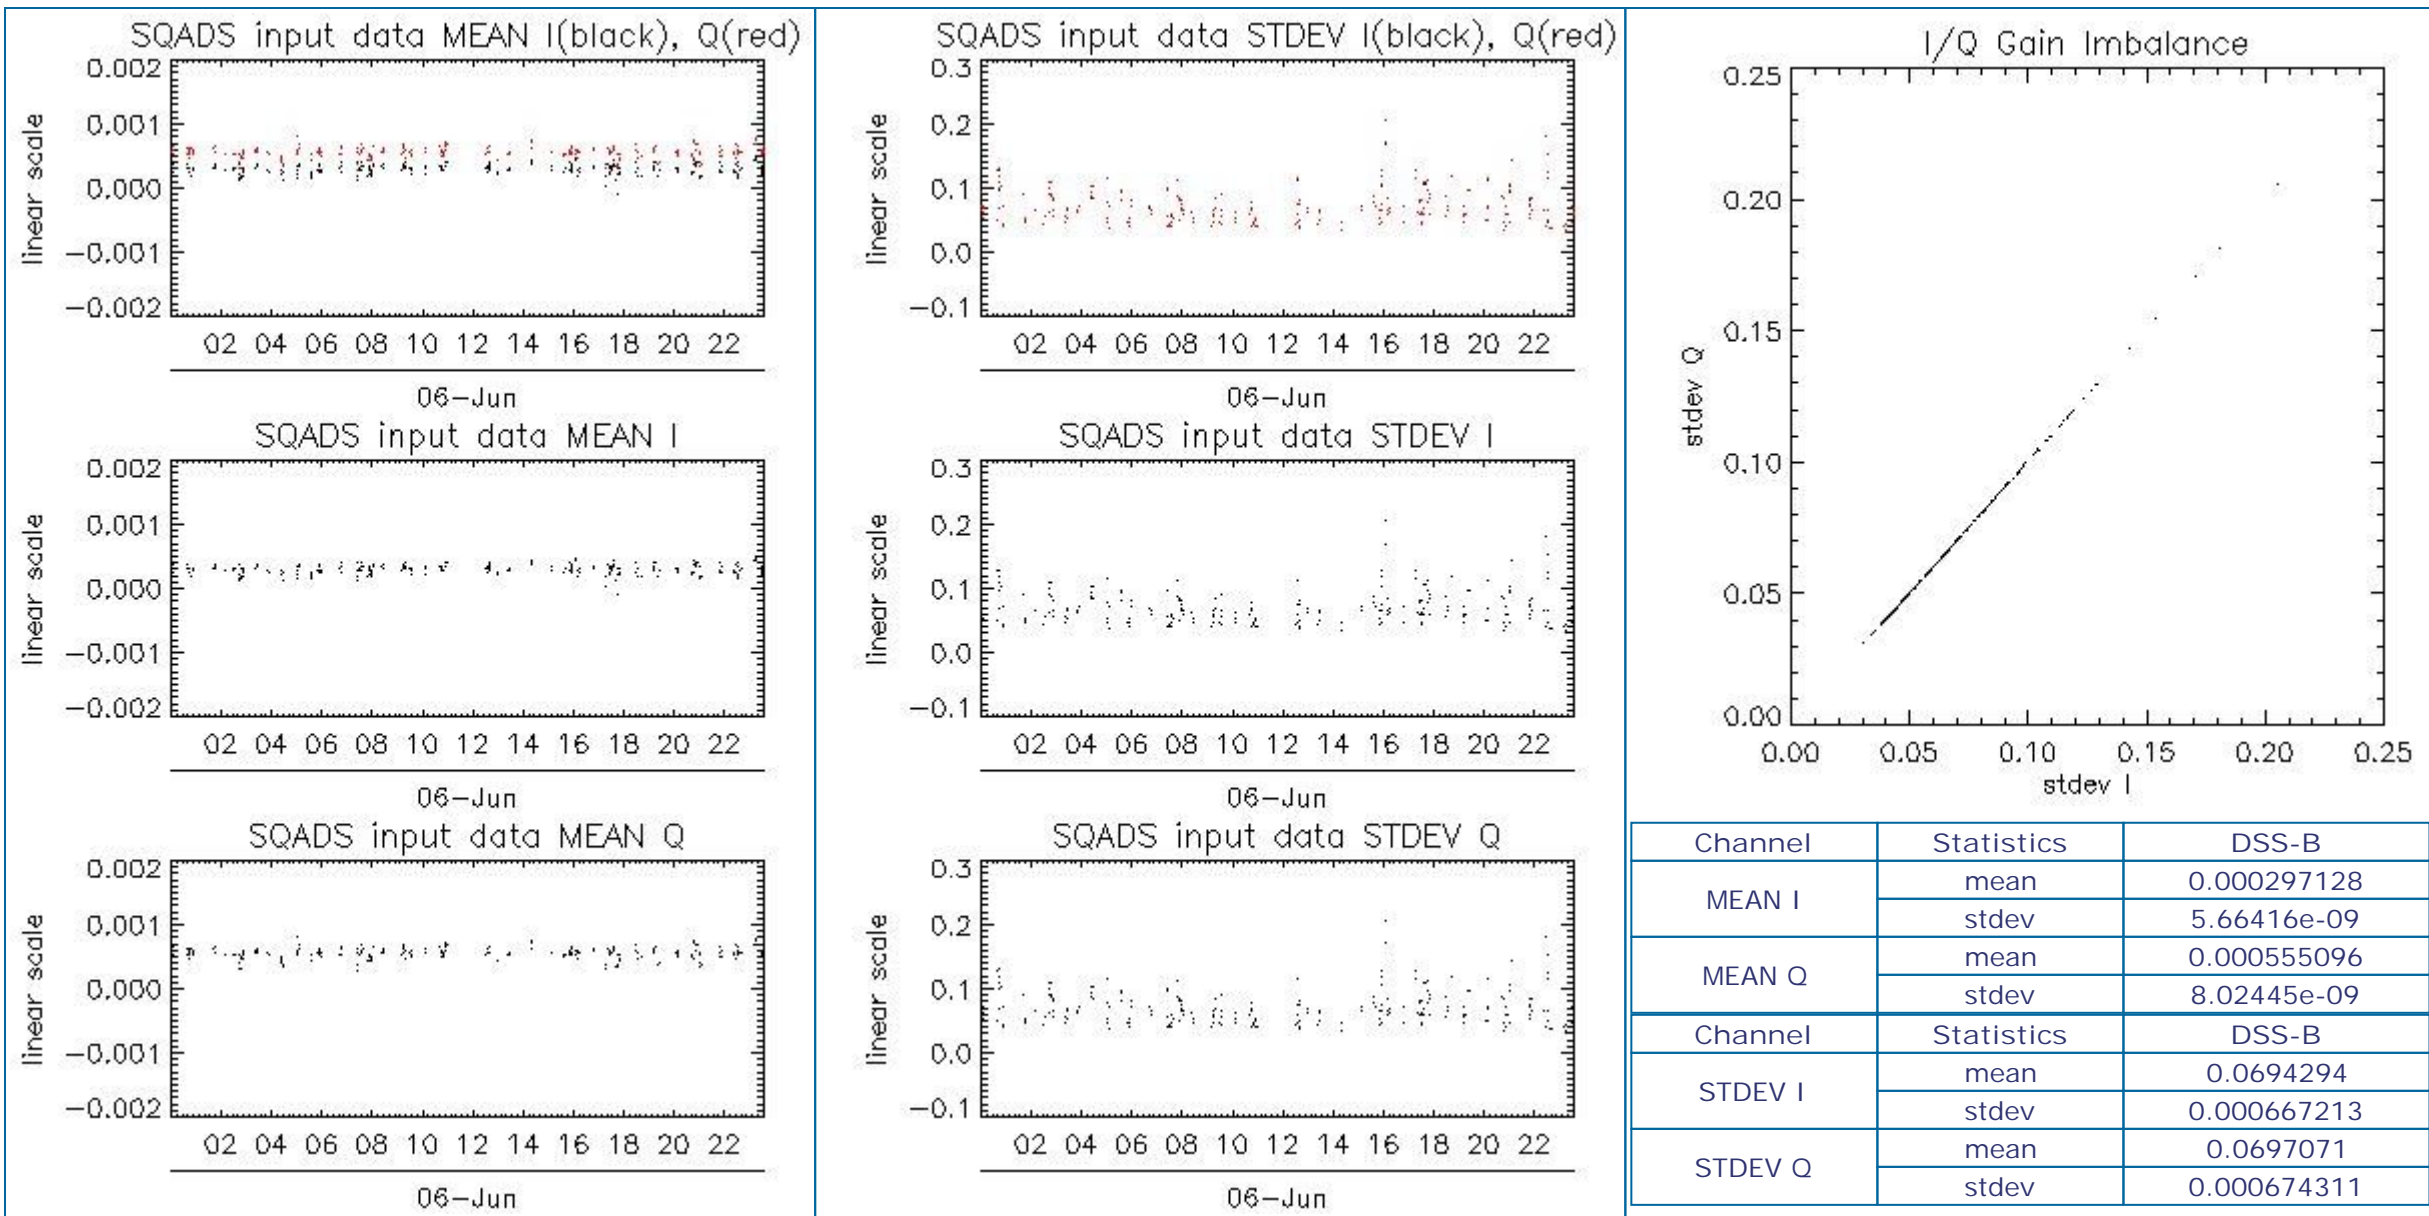 SQADS input data MEAN I(black), Q(red)
0.002
0.001
0.000
−0.001
−0.002
linear scale
02 04 06 08 10 12 14 16 18 20 22
06−Jun
SQADS input data MEAN I
0.002
0.001
0.000
−0.001
−0.002
linear scale
02 04 06 08 10 12 14 16 18 20 22
06−Jun
SQADS input data MEAN Q
0.002
0.001
0.000
−0.001
−0.002
linear scale
02 04 06 08 10 12 14 16 18 20 22
06−Jun
SQADS input data STDEV I(black), Q(red)
0.3
0.2
0.1
0.0
−0.1
linear scale
02 04 06 08 10 12 14 16 18 20 22
06−Jun
SQADS input data STDEV I
0.3
0.2
0.1
0.0
−0.1
linear scale
02 04 06 08 10 12 14 16 18 20 22
06−Jun
SQADS input data STDEV Q
0.3
0.2
0.1
0.0
−0.1
linear scale
02 04 06 08 10 12 14 16 18 20 22
06−Jun
I/Q Gain Imbalance
0.25
0.20
0.15
0.10
0.05
0.00
stdev Q
0.00 0.05 0.10 0.15 0.20 0.25
stdev I
Channel Statistics DSS-B
MEAN I mean 0.000297128
stdev 5.66416e-09
MEAN Q mean 0.000555096
stdev 8.02445e-09
Channel Statistics DSS-B
STDEV I mean 0.0694294
stdev 0.000667213
STDEV Q mean 0.0697071
stdev 0.000674311